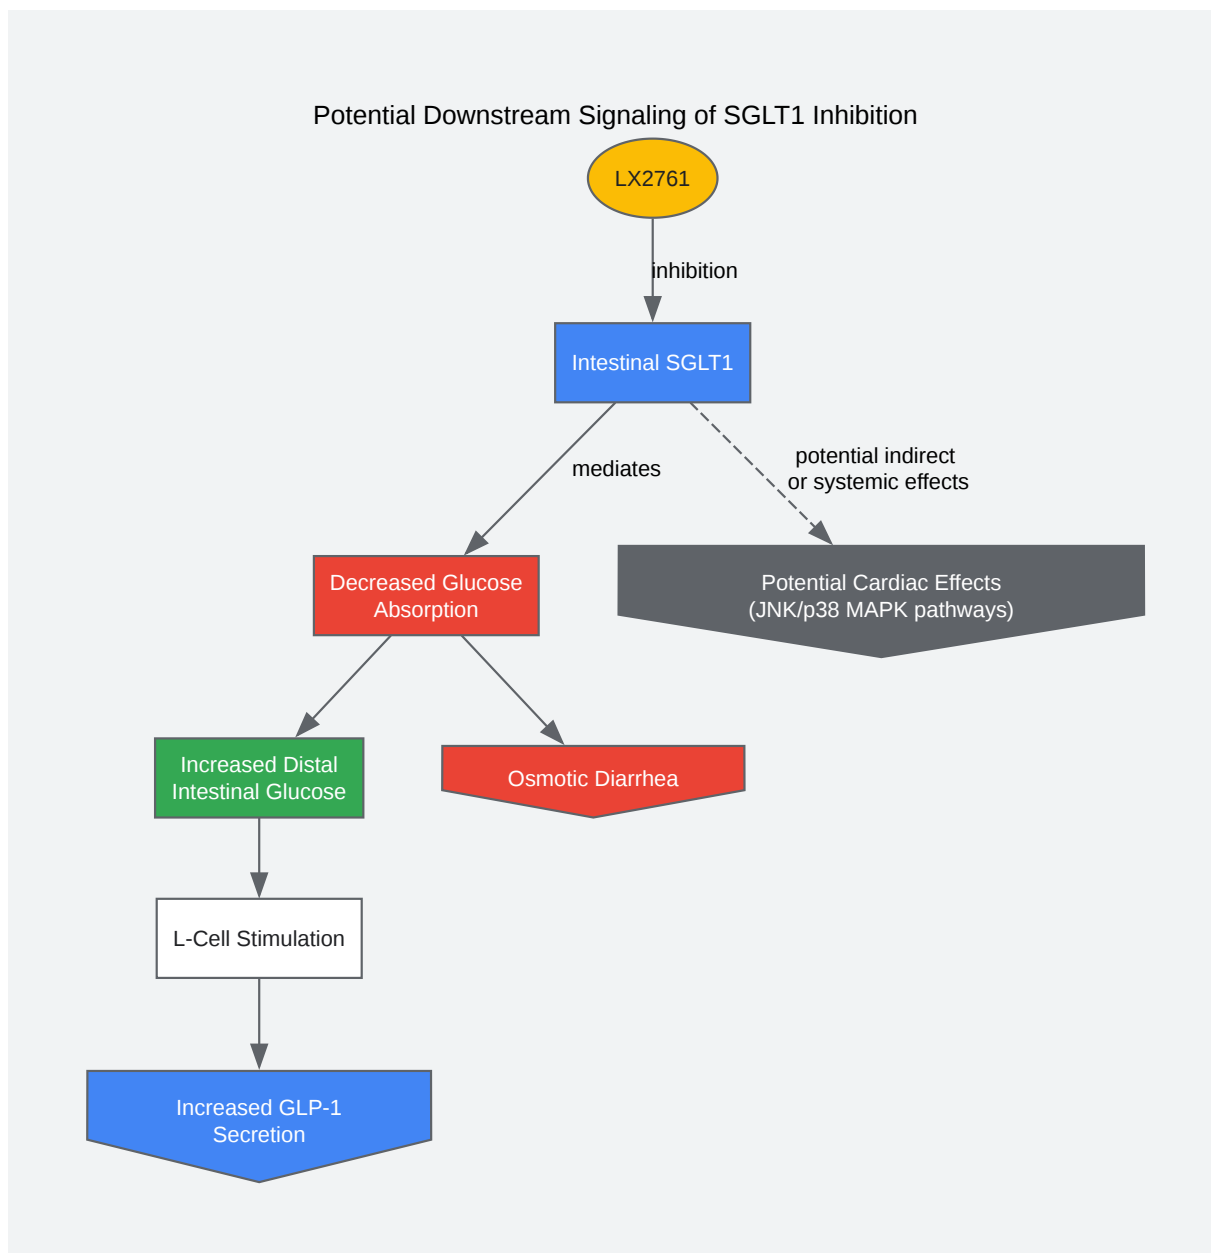 Potential Downstream Signaling of SGLT1 Inhibition
LX2761
inhibition
Intestinal SGLT1
mediates
potential indirect
or systemic effects
Decreased Glucose
Absorption
Potential Cardiac Effects
(JNK/p38 MAPK pathways)
Increased Distal
Intestinal Glucose
Osmotic Diarrhea
L-Cell Stimulation
Increased GLP-1
Secretion